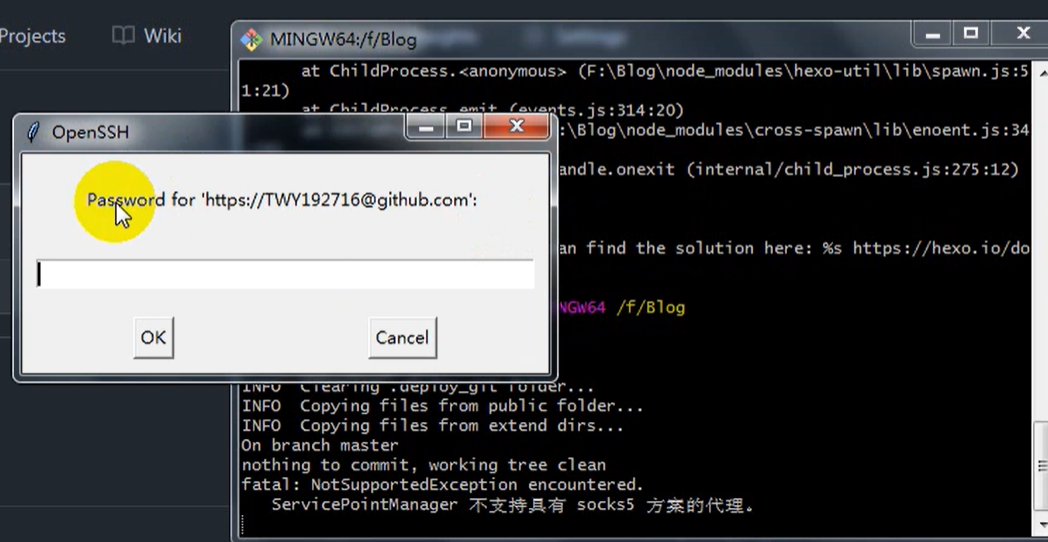 Projects
Wiki
MINGW64:/f/Blog
at ChildProcess.<anonymous> (F:\Blog\node_modules\hexo-util\lib\spawn.js:5
1:21)
at ChildProcess.emit (events.js:314:20)
:\Blog\node_modules\cross-spawn\lib\enoent.js:34
andle.onexit (internal/child_process.js:275:12)
an find the solution here: %s https://hexo.io/do
NGW64 /f/Blog
OpenSSH
Password for 'https://TWY192716@github.com':
OK
Cancel
INFO Clearing .deploy_git folder...
INFO Copying files from public folder...
INFO Copying files from extend dirs...
On branch master
nothing to commit, working tree clean
fatal: NotSupportedException encountered.
ServicePointManager 不支持具有 socks5 方案的代理。